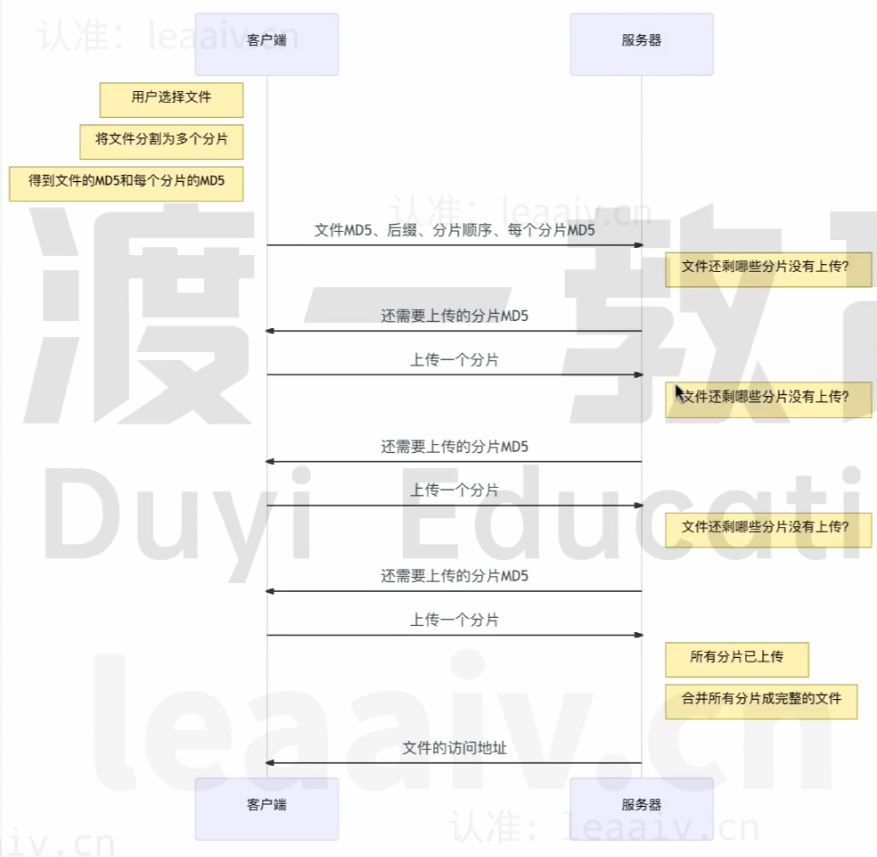 认准：leaaiv.cn
客户端
服务器
用户选择文件
将文件分割为多个分片
得到文件的MD5和每个分片的MD5
认准：leaaiv.cn
文件MD5、后缀、分片顺序、每个分片MD5
文件还剩哪些分片没有上传?
渡一教育
还需要上传的分片MD5
上传一个分片
文件还剩哪些分片没有上传?
还需要上传的分片MD5
Duyi Educati
上传一个分片
文件还剩哪些分片没有上传?
还需要上传的分片MD5
上传一个分片
所有分片已上传
合并所有分片成完整的文件
leaaiv.cn
文件的访问地址
客户端
服务器
认准：leaaiv.cn
iv.cn